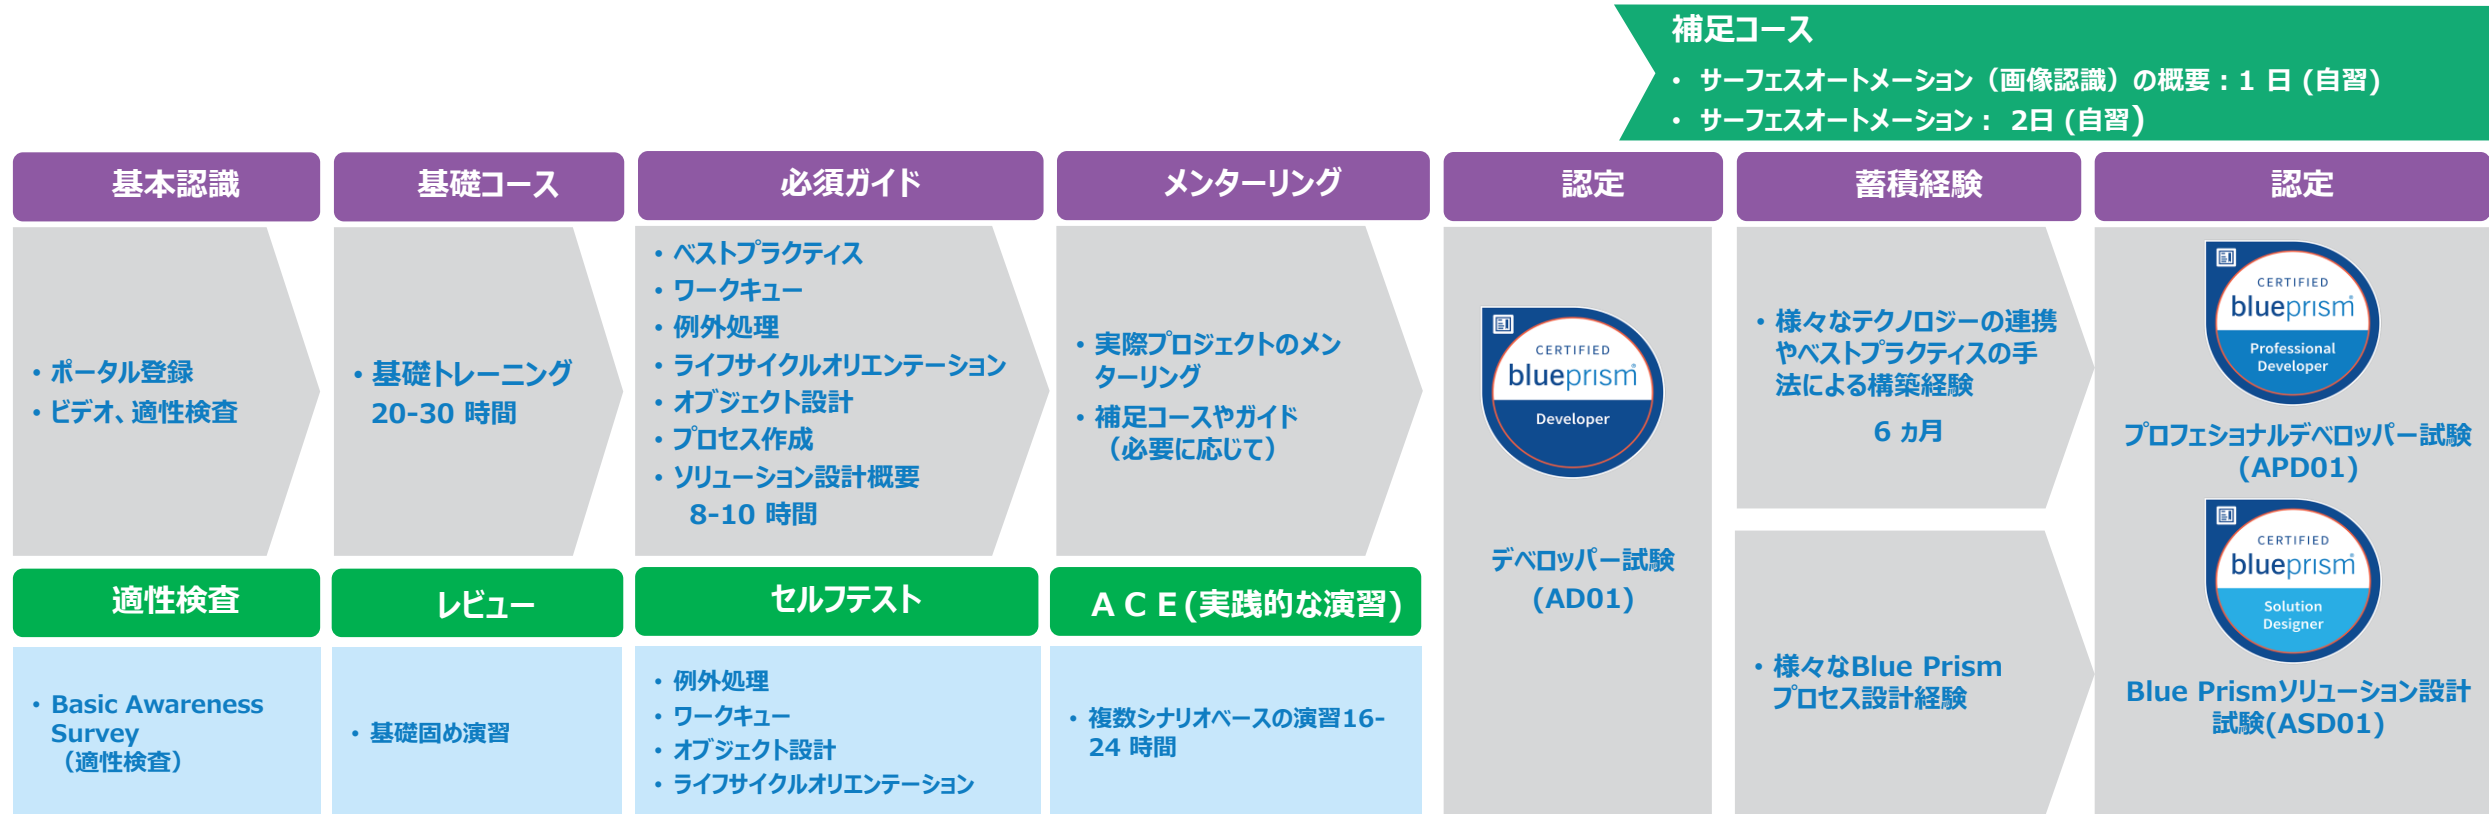 補足コース
• サーフェスオートメーション（画像認識）の概要：1 日 (自習)
• サーフェスオートメーション： 2日 (自習)
基本認識
• ポータル登録
• ビデオ、適性検査
適性検査
• Basic Awareness
Survey
（適性検査）
基礎コース
• 基礎トレーニング
20-30 時間
レビュー
• 基礎固め演習
必須ガイド
• ベストプラクティス
• ワークキュー
• 例外処理
• ライフサイクルオリエンテーション
• オブジェクト設計
• プロセス作成
• ソリューション設計概要
8-10 時間
セルフテスト
• 例外処理
• ワークキュー
• オブジェクト設計
• ライフサイクルオリエンテーション
メンターリング
• 実際プロジェクトのメン
ターリング
• 補足コースやガイド
（必要に応じて）
ＡＣＥ(実践的な演習)
• 複数シナリオベースの演習16-
24 時間
認定
CERTIFIED
blueprism
Developer
デベロッパー試験
(AD01)
蓄積経験
• 様々なテクノロジーの連携
やベストプラクティスの手
法による構築経験
6 ヵ月
• 様々なBlue Prism
プロセス設計経験
認定
CERTIFIED
blueprism
Professional
Developer
プロフェショナルデベロッパー試験
(APD01)
CERTIFIED
blueprism
Solution
Designer
Blue Prismソリューション設計
試験(ASD01)